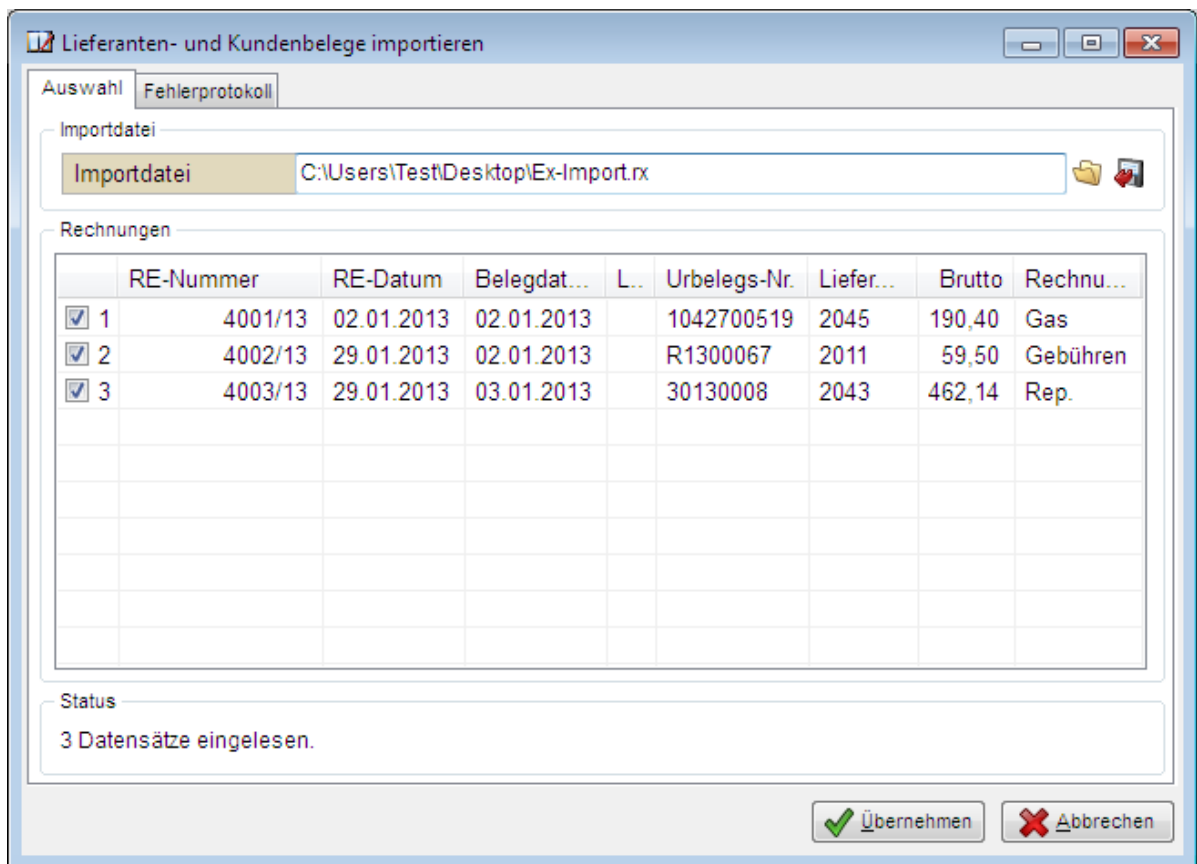 Lieferanten- und Kundenbelege importieren
Auswahl Fehlerprotokoll
Importdatei
Importdatei C:\Users\Test\Desktop\Ex-Import.rx
Rechnungen
RE-Nummer RE-Datum Belegdat... L... Urbelegs-Nr. Liefer... Brutto Rechnu...
1 4001/13 02.01.2013 02.01.2013 1042700519 2045 190,40 Gas
2 4002/13 29.01.2013 02.01.2013 R1300067 2011 59,50 Gebühren
3 4003/13 29.01.2013 03.01.2013 30130008 2043 462,14 Rep.
Status
3 Datensätze eingelesen.
Übernehmen Abbrechen